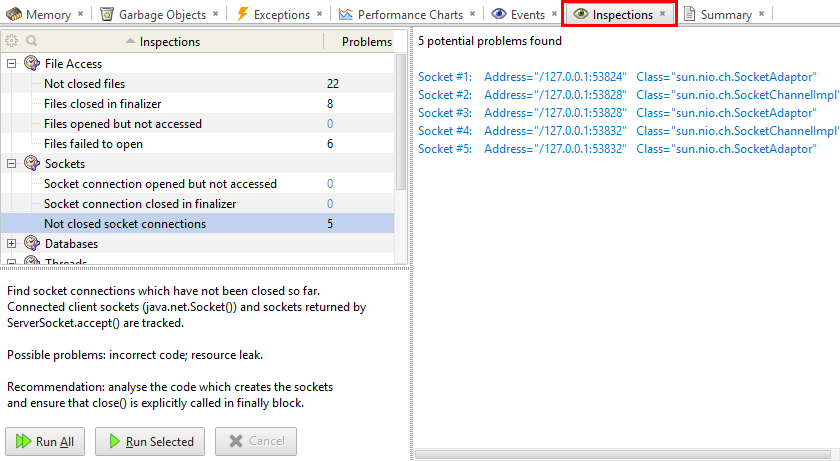 Memory × Garbage Objects × Exceptions × Performance Charts × Events × Inspections × Summary ×
Inspections Problems
File Access
Not closed files 22
Files closed in finalizer 8
Files opened but not accessed 0
Files failed to open 6
Sockets
Socket connection opened but not accessed 0
Socket connection closed in finalizer 0
Not closed socket connections 5
Databases
Threads
Find socket connections which have not been closed so far.
Connected client sockets (java.net.Socket()) and sockets returned by
ServerSocket.accept() are tracked.
Possible problems: incorrect code; resource leak.
Recommendation: analyse the code which creates the sockets
and ensure that close() is explicitly called in finally block.
Run All Run Selected Cancel
5 potential problems found
Socket #1: Address="/127.0.0.1:53824" Class="sun.nio.ch.SocketAdaptor"
Socket #2: Address="/127.0.0.1:53828" Class="sun.nio.ch.SocketChannelImpl"
Socket #3: Address="/127.0.0.1:53828" Class="sun.nio.ch.SocketAdaptor"
Socket #4: Address="/127.0.0.1:53832" Class="sun.nio.ch.SocketChannelImpl"
Socket #5: Address="/127.0.0.1:53832" Class="sun.nio.ch.SocketAdaptor"